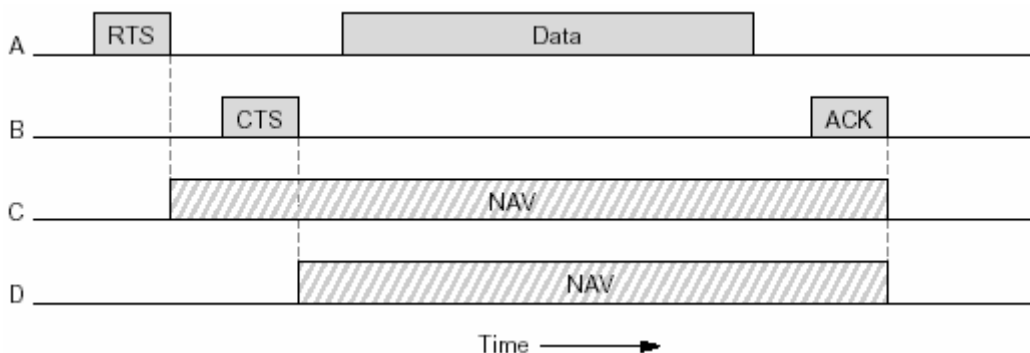 A RTS Data
B CTS ACK
C NAV
D NAV
Time